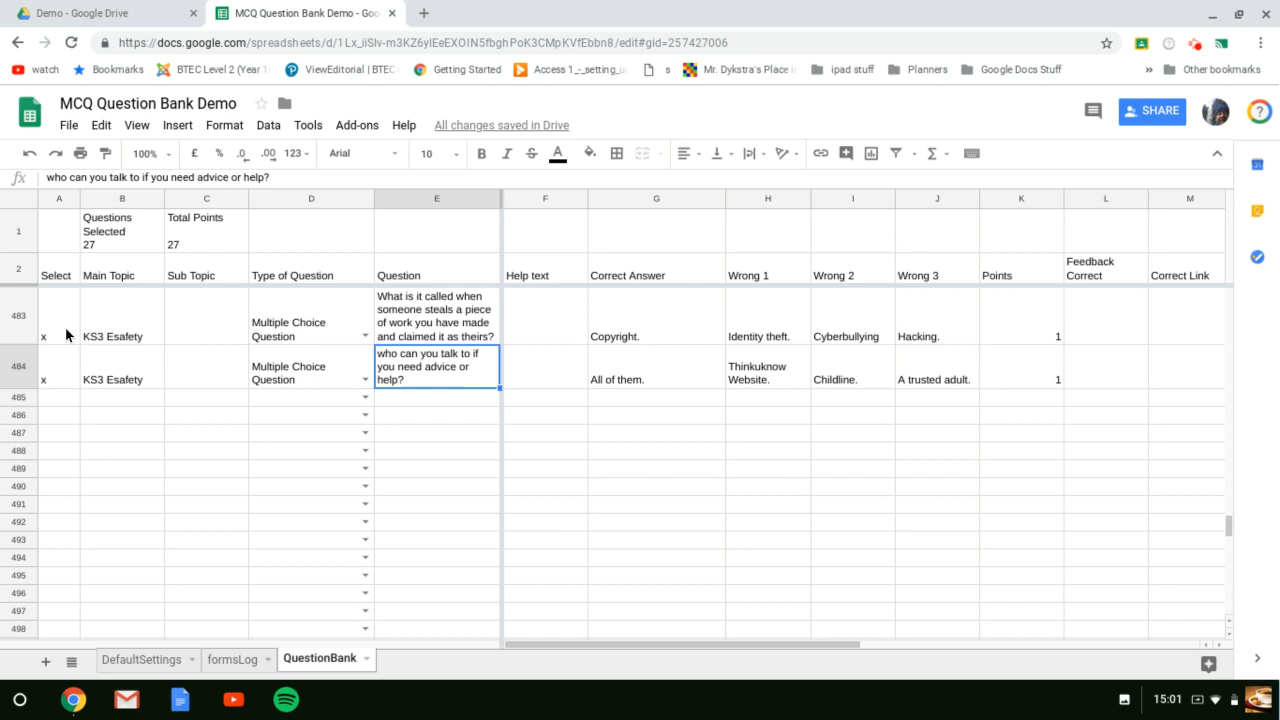 Demo - Google Drive
MCQ Question Bank Demo - Goo
https://docs.google.com/spreadsheets/d/1Lx_iiSlv-m3KZ6ylEeEXOIN5fbghPoK3CMpKVfEbbn8/edit#gid=257427006
watch Bookmarks BTEC Level 2 (Year 1 ViewEditorial | BTEC Getting Started Access 1_-_setting_u s Mr. Dykstra's Place i ipad stuff Planners Google Docs Stuff » Other bookmarks
MCQ Question Bank Demo
SHARE
File Edit View Insert Format Data Tools Add-ons Help All changes saved in Drive
100% £ % .0 .00 123 Arial 10 B I S A
fx who can you talk to if you need advice or help?
A B C D E F G H I J K L M
1
Questions
Selected
27
Total Points
27
2 Select Main Topic Sub Topic Type of Question Question Help text Correct Answer Wrong 1 Wrong 2 Wrong 3 Points
Feedback
Correct
Correct Link
483 x KS3 Esafety
Multiple Choice
Question
What is it called when
someone steals a piece
of work you have made
and claimed it as theirs?
Copyright. Identity theft. Cyberbullying Hacking. 1
484 x KS3 Esafety
Multiple Choice
Question
who can you talk to if
you need advice or
help?
All of them.
Thinkuknow
Website.
Childline. A trusted adult. 1
485
486
487
488
489
490
491
492
493
494
495
496
497
498
DefaultSettings formsLog QuestionBank
15:01